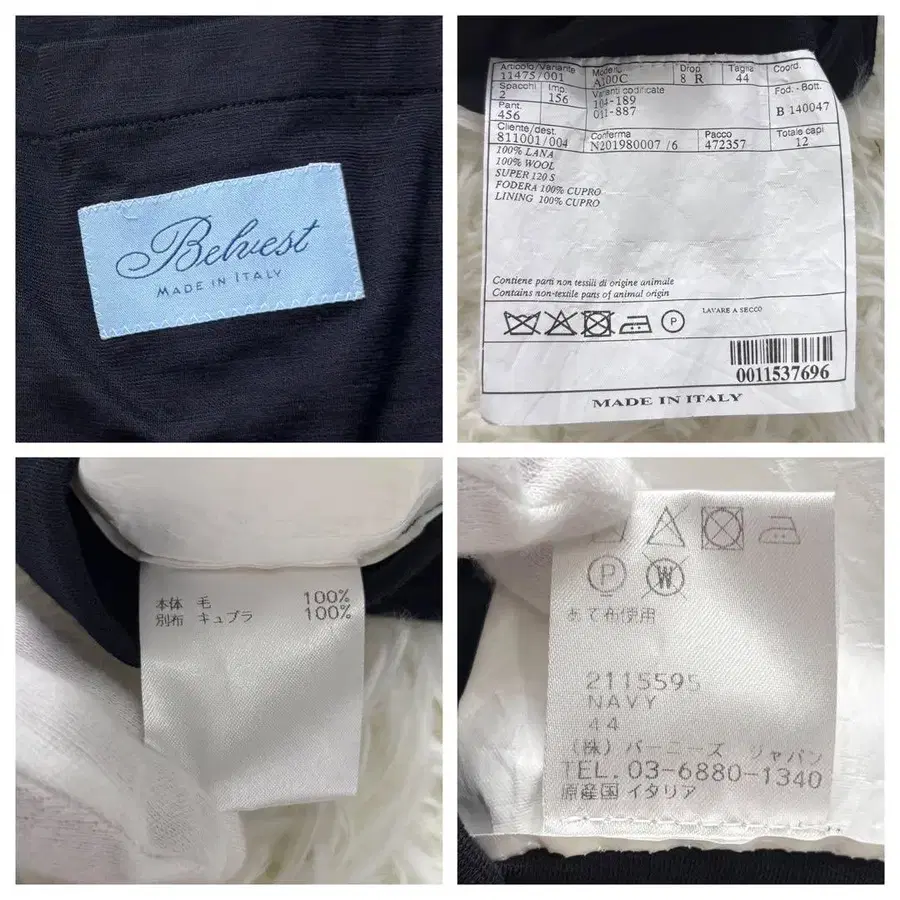 Belvest
MADE IN ITALY
Articolo/Variante Modello Drop Taglia Coord.
11475/001 A100C 8 R 44
Spacchi Imp. Varianti codificate Fod. - Bott.
2 156 104-189 B 140047
Pant. 011-887
456
Cliente/dest. Conferma Pacco Totale capi
811001/004 N201980007 /6 472357 12
100% LANA
100% WOOL
SUPER 120 S
FODERA 100% CUPRO
LINING 100% CUPRO
Contiene parti non tessili di origine animale
Contains non-textile parts of animal origin
P LAVARE A SECCO
0011537696
MADE IN ITALY
本体 毛 100%
別布 キュプラ 100%
P W
あて布使用
2115595
NAVY
44
(株) バーニーズ ジャパン
TEL. 03-6880-1340
原産国 イタリア